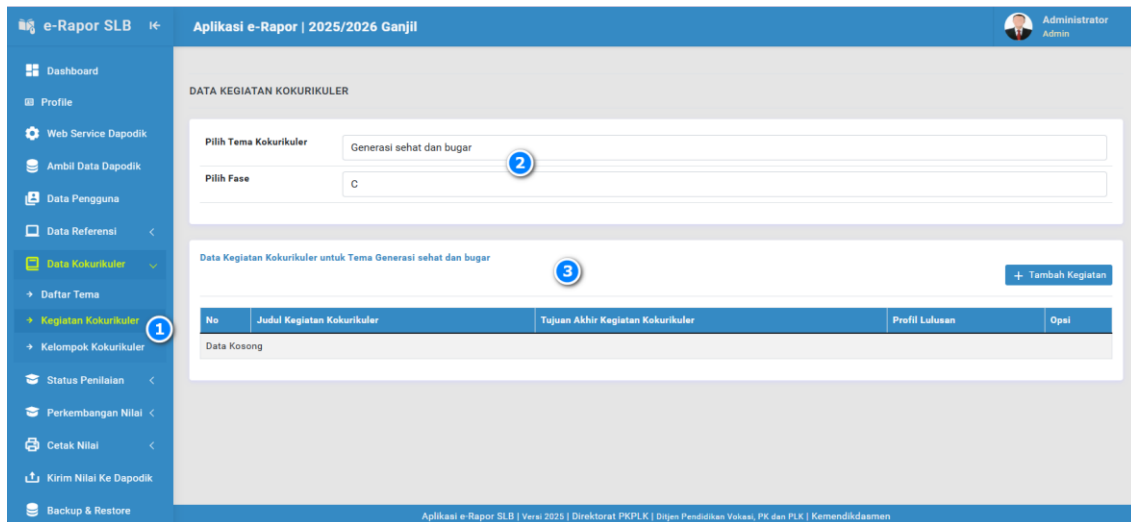 e-Rapor SLB
Aplikasi e-Rapor | 2025/2026 Ganjil
Administrator
Admin
Dashboard
Profile
Web Service Dapodik
Ambil Data Dapodik
Data Pengguna
Data Referensi
Data Kokurikuler
Daftar Tema
Kegiatan Kokurikuler
1
Kelompok Kokurikuler
Status Penilaian
Perkembangan Nilai
Cetak Nilai
Kirim Nilai Ke Dapodik
Backup & Restore
DATA KEGIATAN KOKURIKULER
Pilih Tema Kokurikuler
Generasi sehat dan bugar
2
Pilih Fase
C
Data Kegiatan Kokurikuler untuk Tema Generasi sehat dan bugar
3
+ Tambah Kegiatan
No Judul Kegiatan Kokurikuler Tujuan Akhir Kegiatan Kokurikuler Profil Lulusan Opsi
Data Kosong
Aplikasi e-Rapor SLB | Versi 2025 | Direktorat PKPLK | Ditjen Pendidikan Vokasi, PK dan PLK | Kemendikdasmen